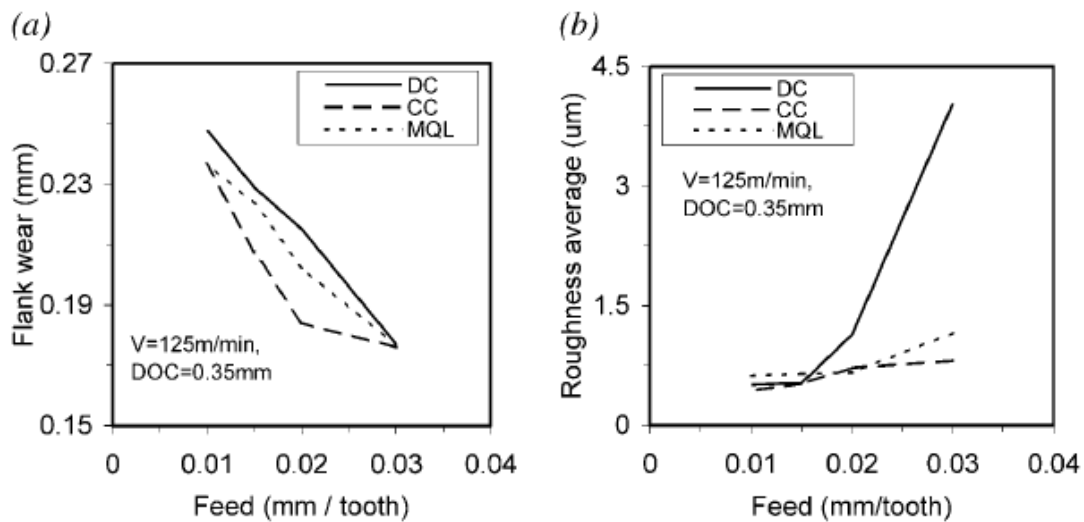 (a)
0.27
0.23
0.19
0.15
Flank wear (mm)
DC
CC
MQL
V=125m/min,
DOC=0.35mm
0 0.01 0.02 0.03 0.04
Feed (mm / tooth)
(b)
4.5
3
1.5
0
Roughness average (um)
DC
CC
MQL
V=125m/min,
DOC=0.35mm
0 0.01 0.02 0.03 0.04
Feed (mm/tooth)